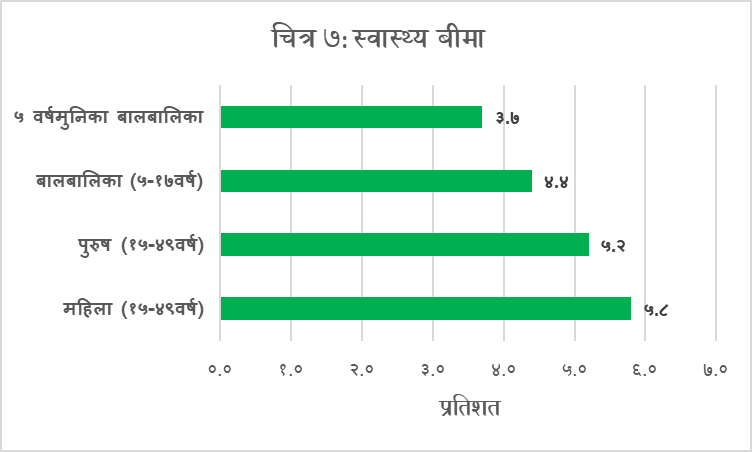 चित्र ७: स्वास्थ्य बीमा
५ वर्षमुनिका बालबालिका
३.७
बालबालिका (५-१७वर्ष)
४.४
पुरुष (१५-४९वर्ष)
५.२
महिला (१५-४९वर्ष)
५.८
०.० १.० २.० ३.० ४.० ५.० ६.० ७.०
प्रतिशत